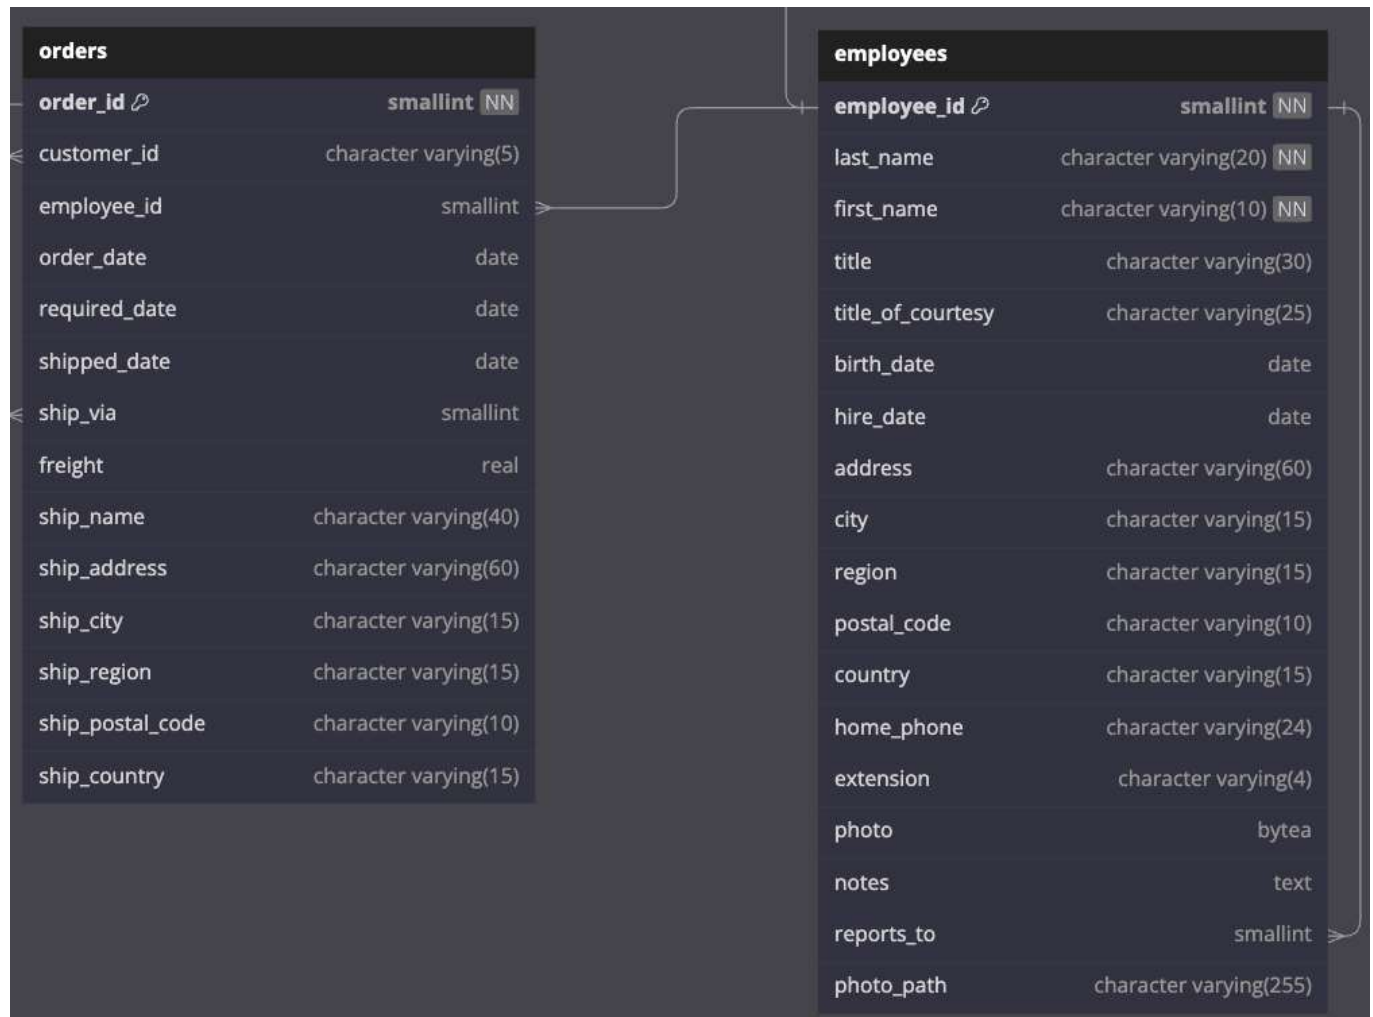 orders
order_id smallint NN
customer_id character varying(5)
employee_id smallint
order_date date
required_date date
shipped_date date
ship_via smallint
freight real
ship_name character varying(40)
ship_address character varying(60)
ship_city character varying(15)
ship_region character varying(15)
ship_postal_code character varying(10)
ship_country character varying(15)
employees
employee_id smallint NN
last_name character varying(20) NN
first_name character varying(10) NN
title character varying(30)
title_of_courtesy character varying(25)
birth_date date
hire_date date
address character varying(60)
city character varying(15)
region character varying(15)
postal_code character varying(10)
country character varying(15)
home_phone character varying(24)
extension character varying(4)
photo bytea
notes text
reports_to smallint
photo_path character varying(255)